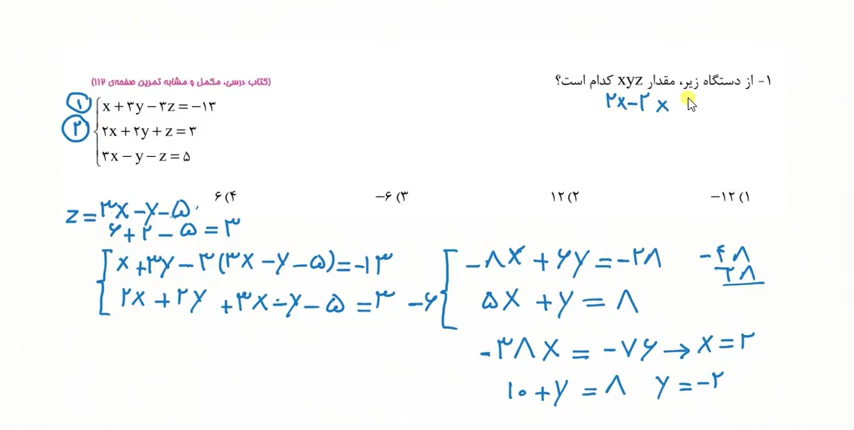 ۱- از دستگاه زیر، مقدار xyz کدام است؟
(کتاب درسی، مکمل و مشابه تمرین صفحه‌ی ۱۱۲)
۲x-۲x
۱ x + ۳y − ۳z = −۱۳
۲ ۲x + ۲y + z = ۳
۳x − y − z = ۵
۱) −۱۲
۲) ۱۲
۳) −۶
۴) ۶
z = ۳x − y − ۵
۶ + ۲ − ۵ = ۳
x + ۳y − ۳(۳x − y − ۵) = −۱۳
۲x + ۲y + ۳x − y − ۵ = ۳
−۸x + ۶y = −۲۸
−۶ ۵x + y = ۸
−۴۸
۲۸
−۳۸x = −۷۶ → x = ۲
۱۰ + y = ۸ y = −۲